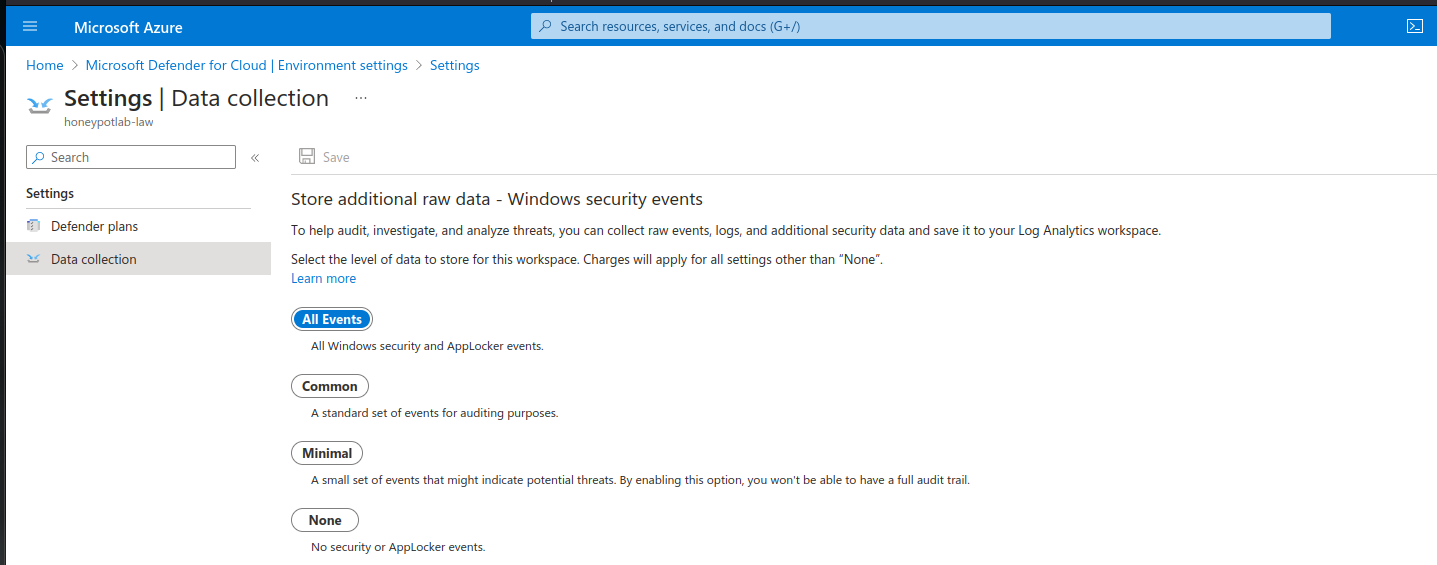 Microsoft Azure
Search resources, services, and docs (G+/)
Home > Microsoft Defender for Cloud | Environment settings > Settings
Settings | Data collection ...
honeypotlab-law
Search «
Save
Settings
Defender plans
Data collection
Store additional raw data - Windows security events
To help audit, investigate, and analyze threats, you can collect raw events, logs, and additional security data and save it to your Log Analytics workspace.
Select the level of data to store for this workspace. Charges will apply for all settings other than “None”.
Learn more
All Events
All Windows security and AppLocker events.
Common
A standard set of events for auditing purposes.
Minimal
A small set of events that might indicate potential threats. By enabling this option, you won't be able to have a full audit trail.
None
No security or AppLocker events.